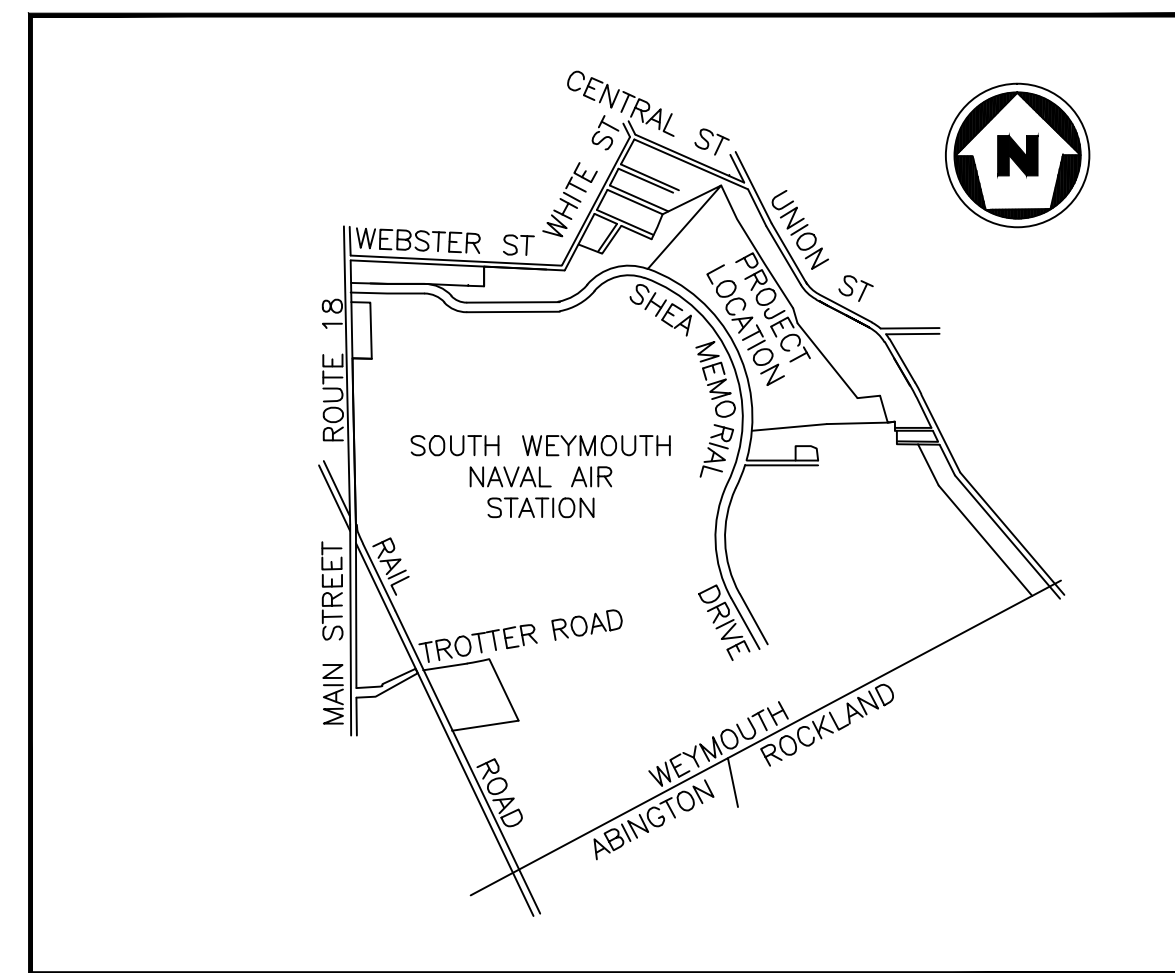 CENTRAL ST
N
WHITE ST
UNION ST
WEBSTER ST
PROJECT
LOCATION
SHEA MEMORIAL
DRIVE
ROUTE 18
MAIN STREET
SOUTH WEYMOUTH
NAVAL AIR
STATION
RAIL
ROAD
TROTTER ROAD
WEYMOUTH
ROCKLAND
ABINGTON